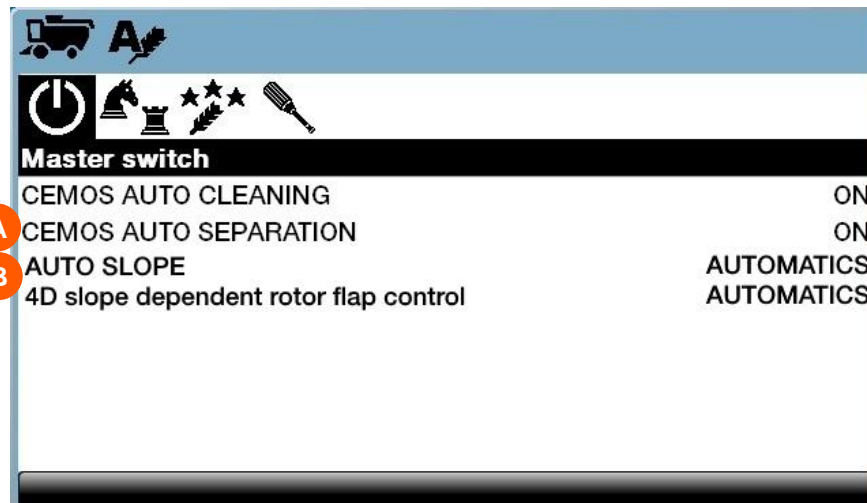 A
Master switch
CEMOS AUTO CLEANING ON
A CEMOS AUTO SEPARATION ON
B AUTO SLOPE AUTOMATICS
4D slope dependent rotor flap control AUTOMATICS